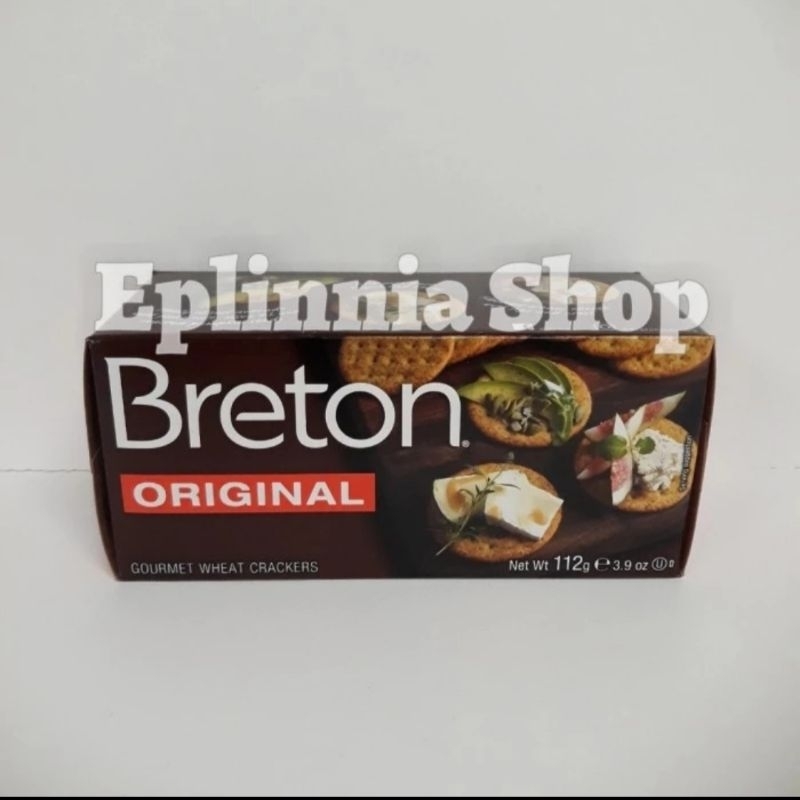 Eplinnia Shop
Breton®
ORIGINAL
GOURMET WHEAT CRACKERS
Net Wt 112g ℮ 3.9 oz Ⓤ D